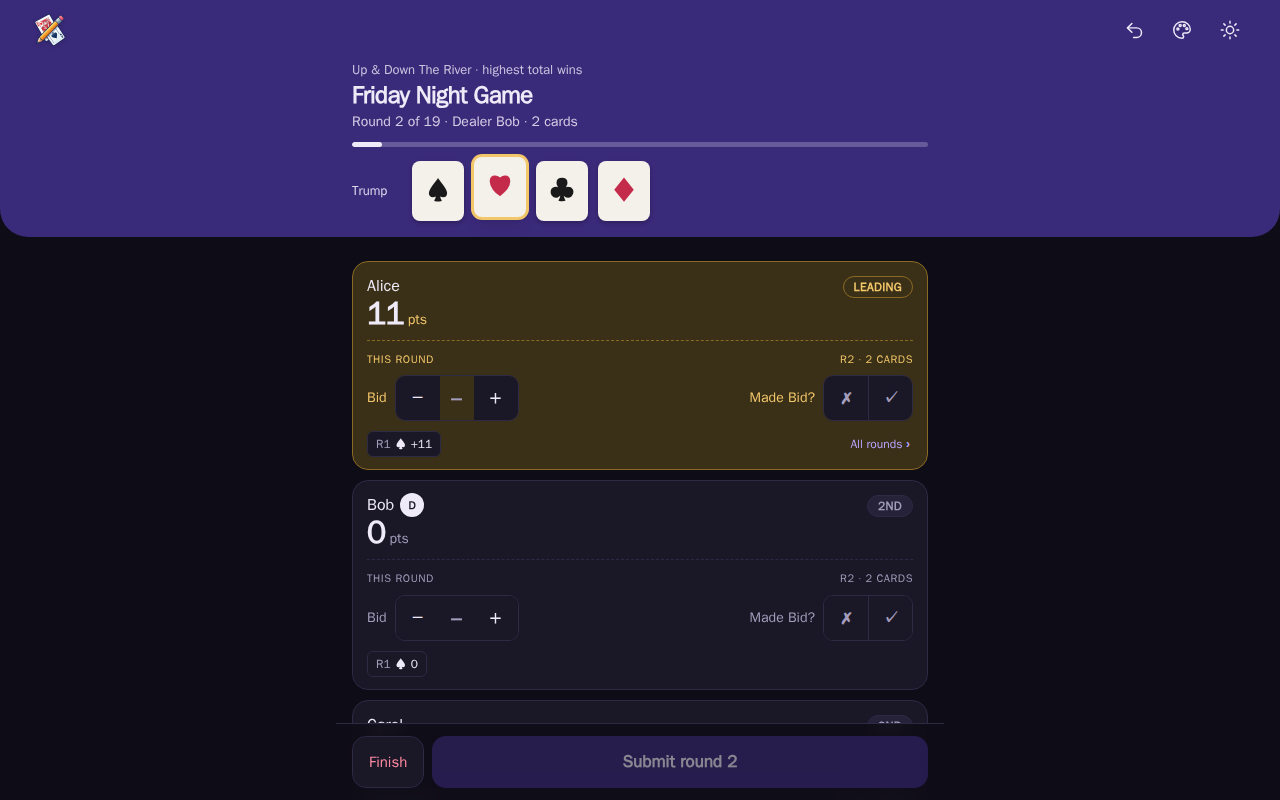 Up & Down The River · highest total wins
Friday Night Game
Round 2 of 19 · Dealer Bob · 2 cards
Trump
Alice
LEADING
11 pts
THIS ROUND
R2 · 2 CARDS
Bid − – +
Made Bid? ✗ ✓
R1 ♠ +11
All rounds ›
Bob D
2ND
0 pts
THIS ROUND
R2 · 2 CARDS
Bid − – +
Made Bid? ✗ ✓
R1 ♠ 0
Finish
Submit round 2